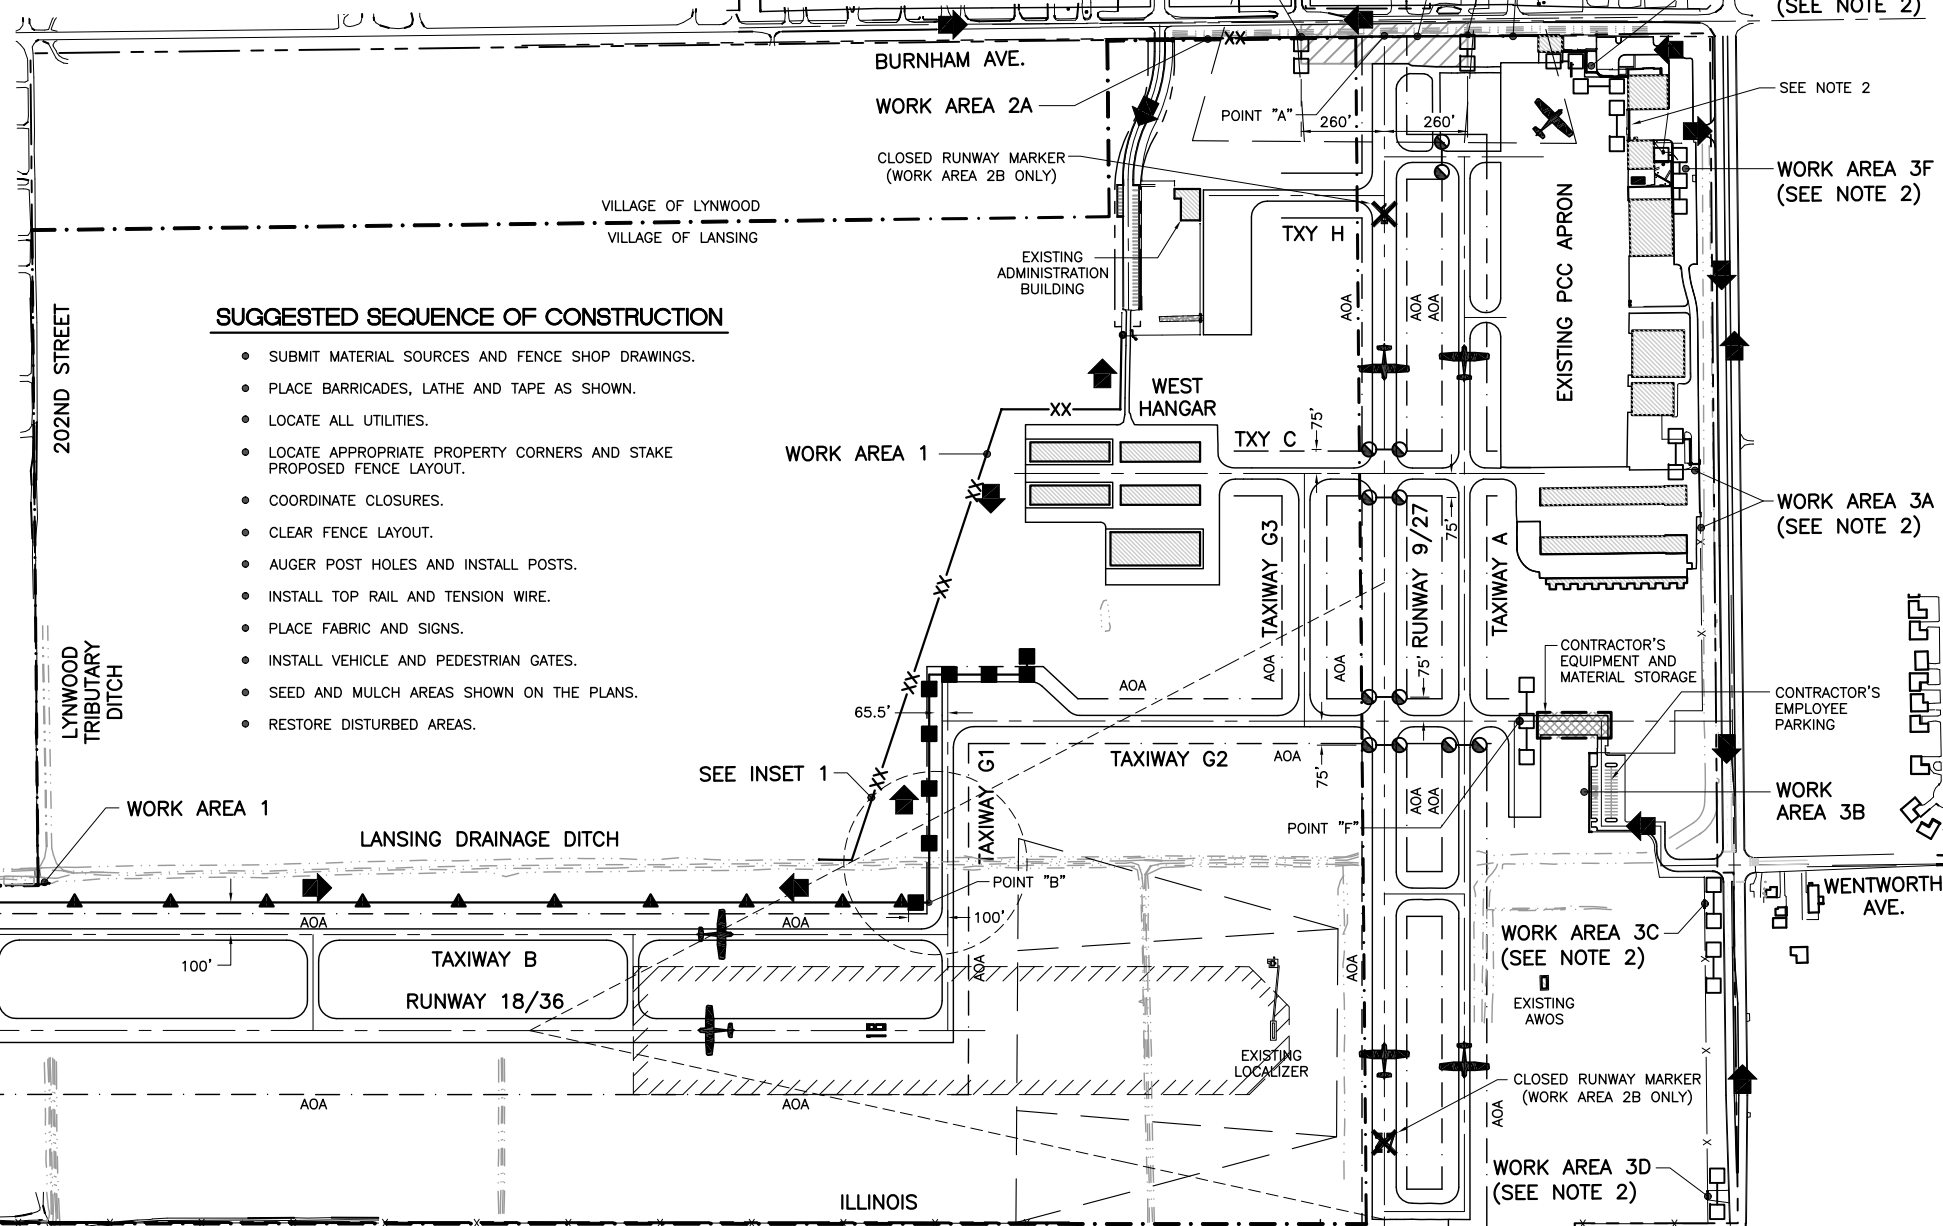 (SEE NOTE 2)
BURNHAM AVE.
XX
WORK AREA 2A
POINT "A"
260'
260'
SEE NOTE 2
CLOSED RUNWAY MARKER
(WORK AREA 2B ONLY)
WORK AREA 3F
(SEE NOTE 2)
VILLAGE OF LYNWOOD
VILLAGE OF LANSING
TXY H
EXISTING
ADMINISTRATION
BUILDING
AOA
AOA
AOA
EXISTING PCC APRON
202ND STREET
SUGGESTED SEQUENCE OF CONSTRUCTION
SUBMIT MATERIAL SOURCES AND FENCE SHOP DRAWINGS.
PLACE BARRICADES, LATHE AND TAPE AS SHOWN.
LOCATE ALL UTILITIES.
LOCATE APPROPRIATE PROPERTY CORNERS AND STAKE
PROPOSED FENCE LAYOUT.
COORDINATE CLOSURES.
CLEAR FENCE LAYOUT.
AUGER POST HOLES AND INSTALL POSTS.
INSTALL TOP RAIL AND TENSION WIRE.
PLACE FABRIC AND SIGNS.
INSTALL VEHICLE AND PEDESTRIAN GATES.
SEED AND MULCH AREAS SHOWN ON THE PLANS.
RESTORE DISTURBED AREAS.
WEST
HANGAR
XX
TXY C
75'
WORK AREA 1
XX
WORK AREA 3A
(SEE NOTE 2)
TAXIWAY G3
RUNWAY 9/27
75'
TAXIWAY A
XX
LYNWOOD
TRIBUTARY
DITCH
XX
AOA
AOA
AOA
75'
CONTRACTOR'S
EQUIPMENT AND
MATERIAL STORAGE
CONTRACTOR'S
EMPLOYEE
PARKING
65.5'
TAXIWAY G1
TAXIWAY G2
AOA
75'
SEE INSET 1
XX
AOA
AOA
WORK
AREA 3B
WORK AREA 1
POINT "F"
LANSING DRAINAGE DITCH
POINT "B"
WENTWORTH
AVE.
AOA
AOA
100'
WORK AREA 3C
(SEE NOTE 2)
100'
TAXIWAY B
AOA
AOA
RUNWAY 18/36
18
EXISTING
AWOS
EXISTING
LOCALIZER
CLOSED RUNWAY MARKER
(WORK AREA 2B ONLY)
AOA
AOA
AOA
WORK AREA 3D
(SEE NOTE 2)
ILLINOIS